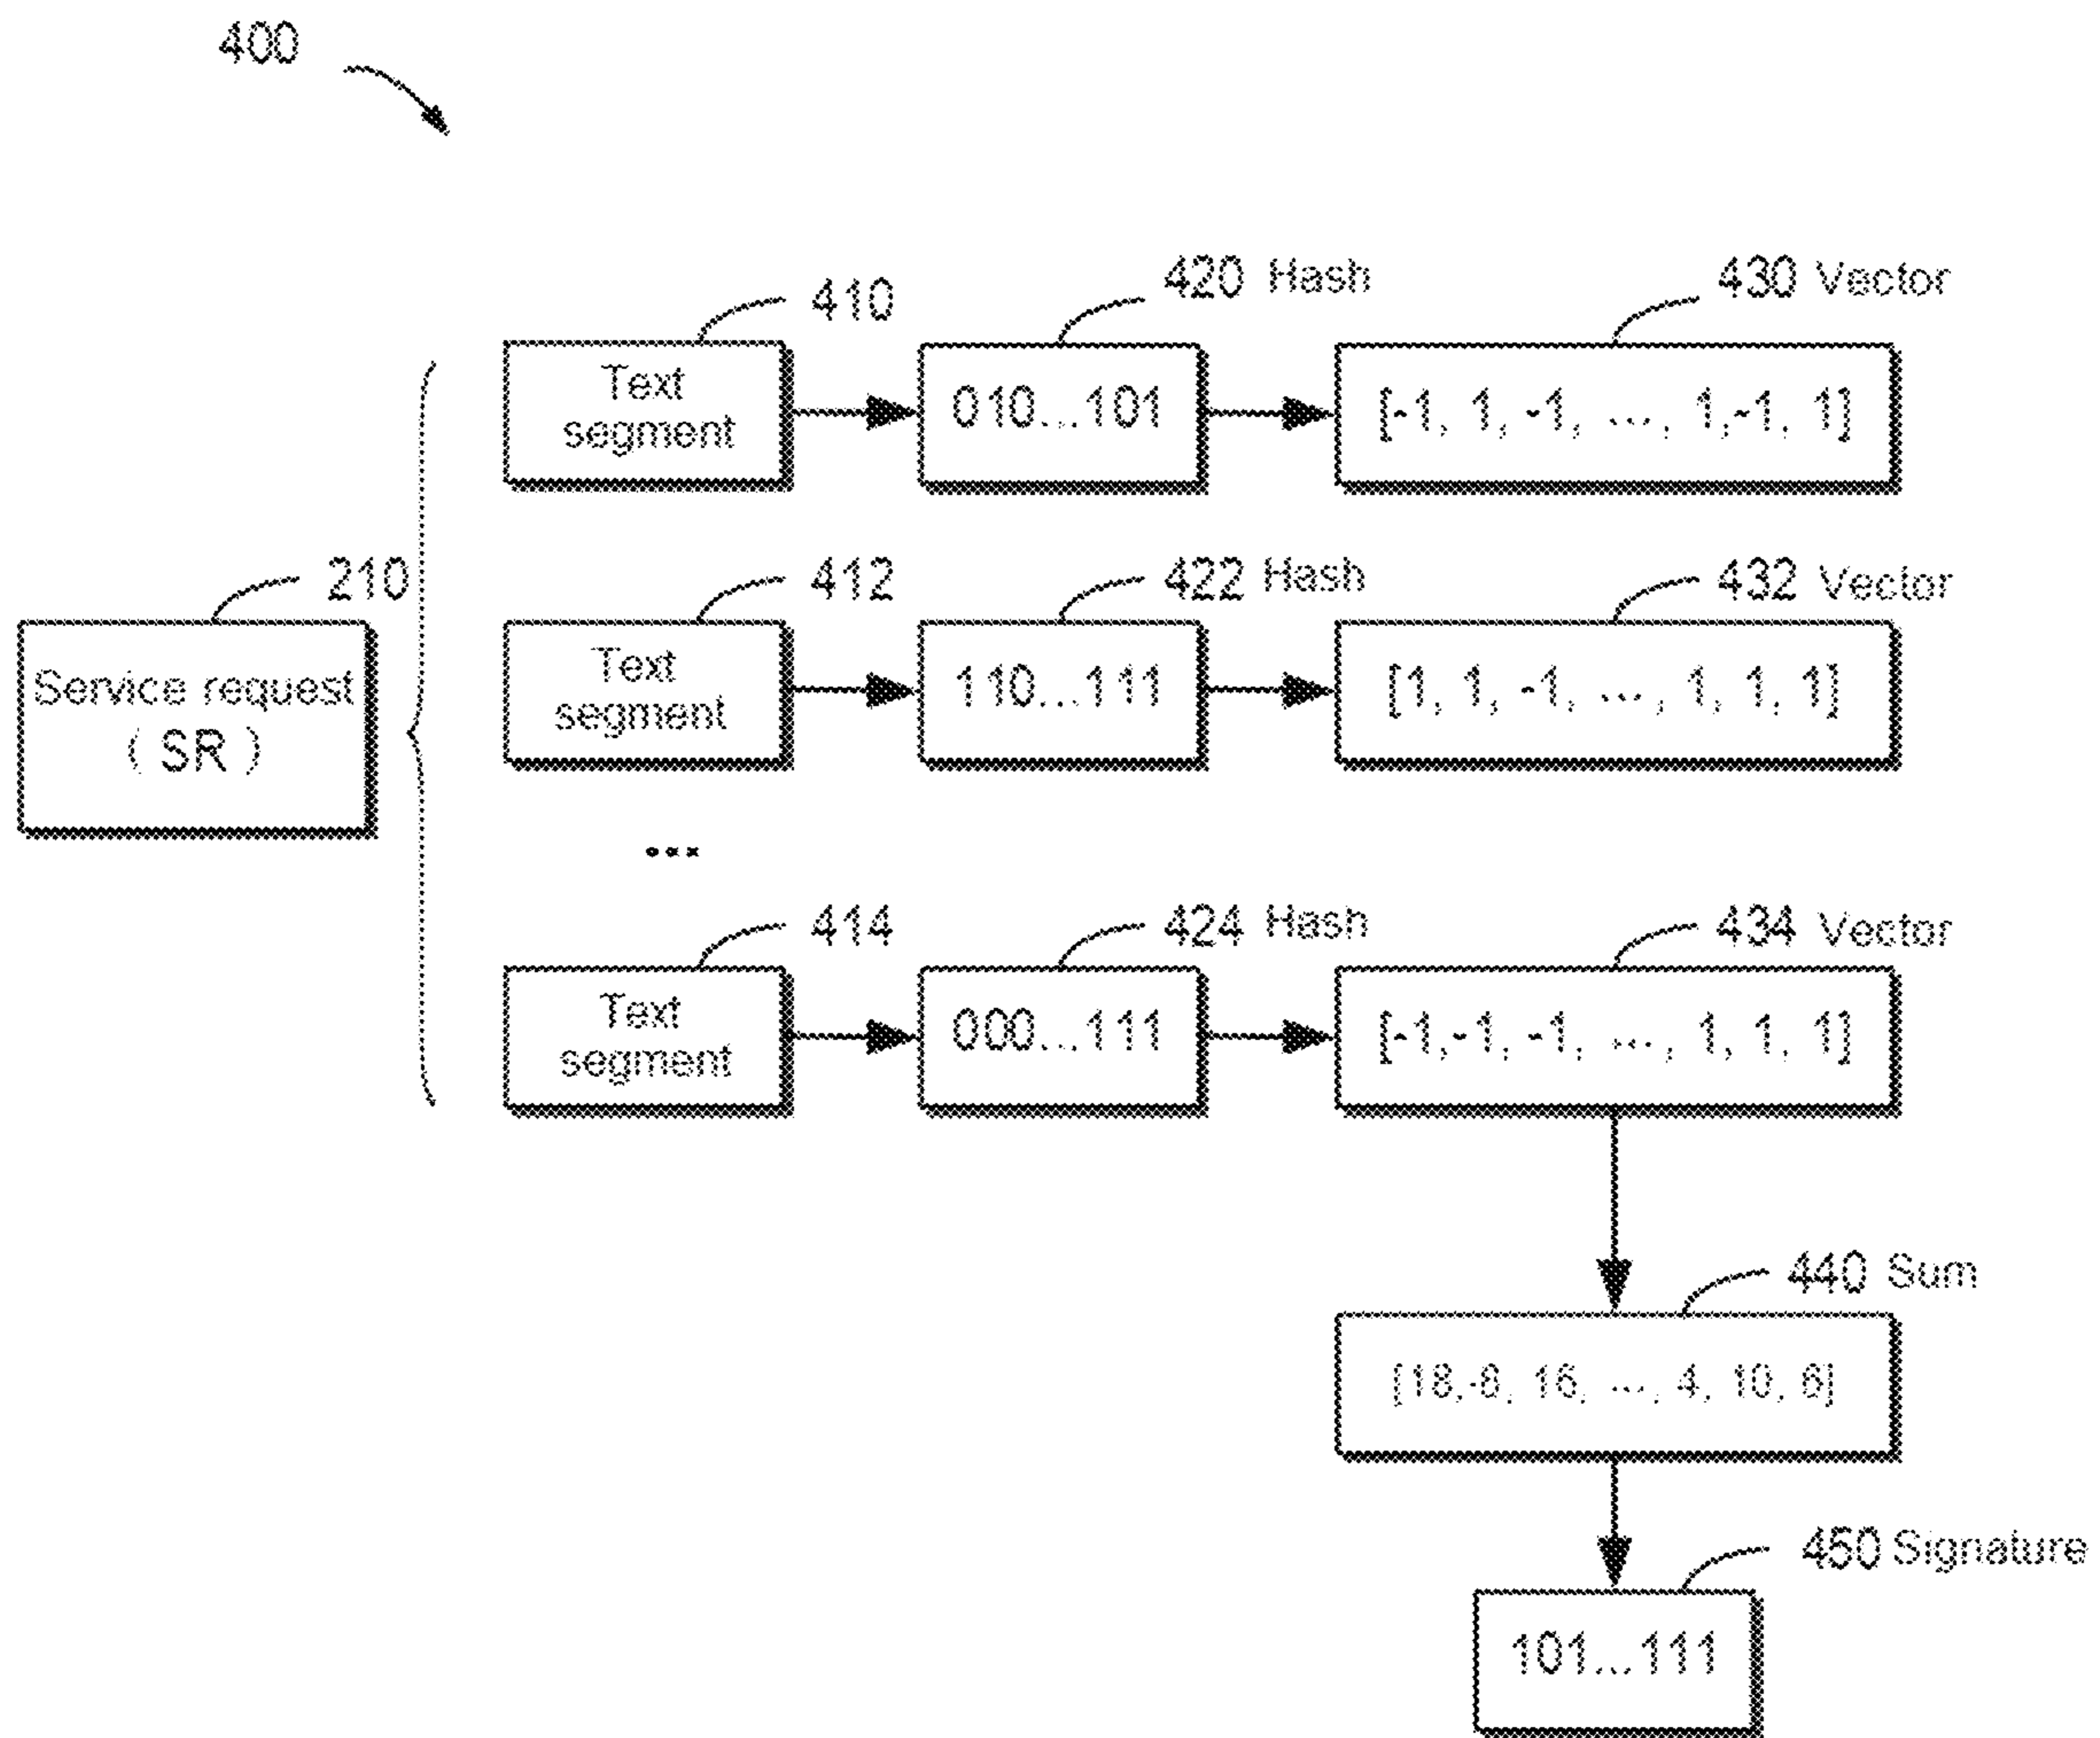 400
410
420 Hash
430 Vector
Text
segment
010...101
[-1, 1, -1, ..., 1,-1, 1]
210
412
422 Hash
432 Vector
Service request
( SR )
Text
segment
110...111
[1, 1, -1, ..., 1, 1, 1]
...
414
424 Hash
434 Vector
Text
segment
000...111
[-1,-1, -1, ..., 1, 1, 1]
440 Sum
[18,-6, 16, ..., 4, 10, 6]
450 Signature
101...111